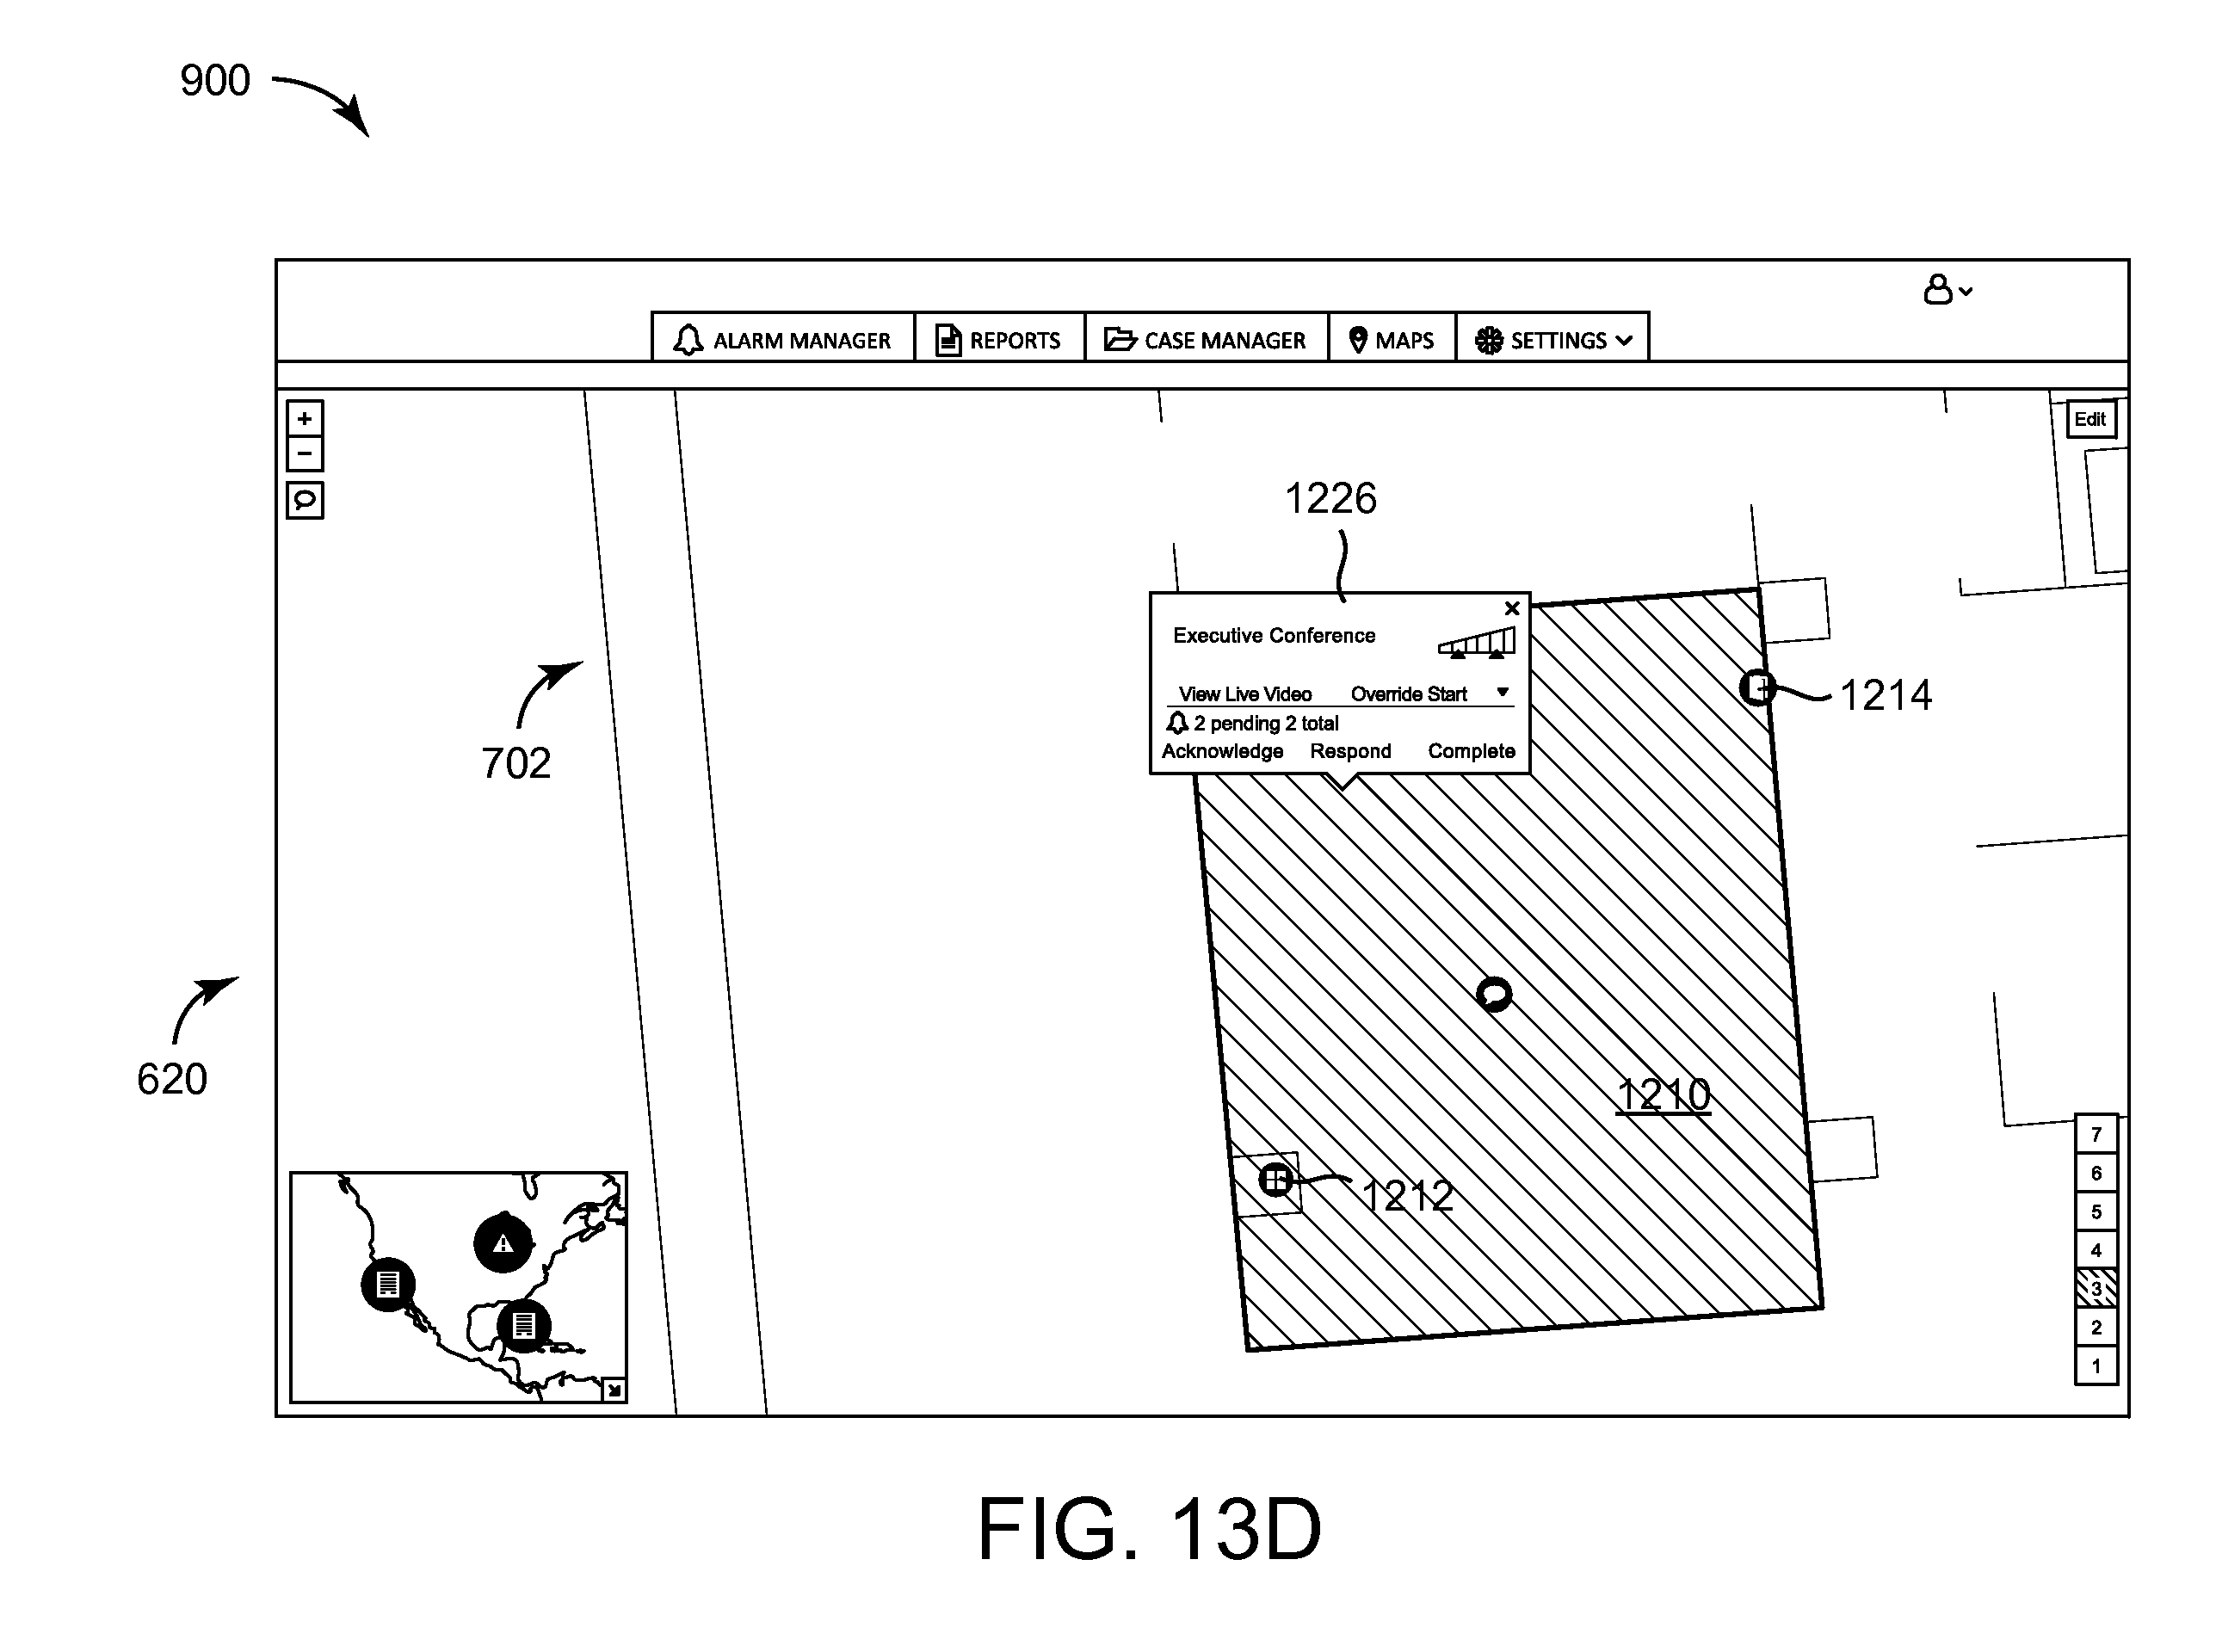 900
ALARM MANAGER REPORTS CASE MANAGER MAPS SETTINGS
+
−
Edit
1226
Executive Conference
View Live Video Override Start
2 pending 2 total
Acknowledge Respond Complete
1214
702
620
1210
1212
7
6
5
4
3
2
1
FIG. 13D